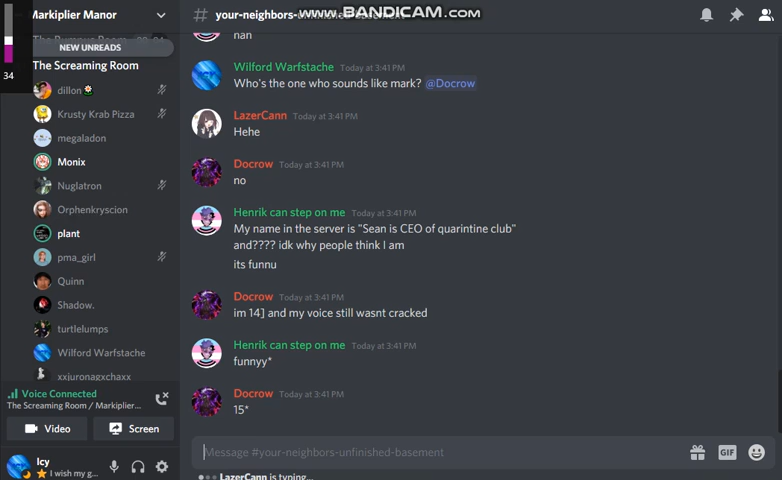 Markiplier Manor
NEW UNREADS
The Screaming Room
dillon
Krusty Krab Pizza
megaladon
Monix
Nuglatron
Orphenkryscion
plant
pma_girl
Quinn
Shadow.
turtlelumps
Wilford Warfstache
xxjuronagxchaxx
Voice Connected
The Screaming Room / Markiplier...
Video
Screen
Icy
I wish my g...
34
# your-neighbors-
www.BANDICAM.com
nah
Wilford Warfstache Today at 3:41 PM
Who's the one who sounds like mark? @Docrow
LazerCann Today at 3:41 PM
Hehe
Docrow Today at 3:41 PM
no
Henrik can step on me Today at 3:41 PM
My name in the server is "Sean is CEO of quarintine club"
and???? idk why people think I am
its funnu
Docrow Today at 3:41 PM
im 14] and my voice still wasnt cracked
Henrik can step on me Today at 3:41 PM
funnyy*
Docrow Today at 3:41 PM
15*
Message #your-neighbors-unfinished-basement
GIF
LazerCann is typing...